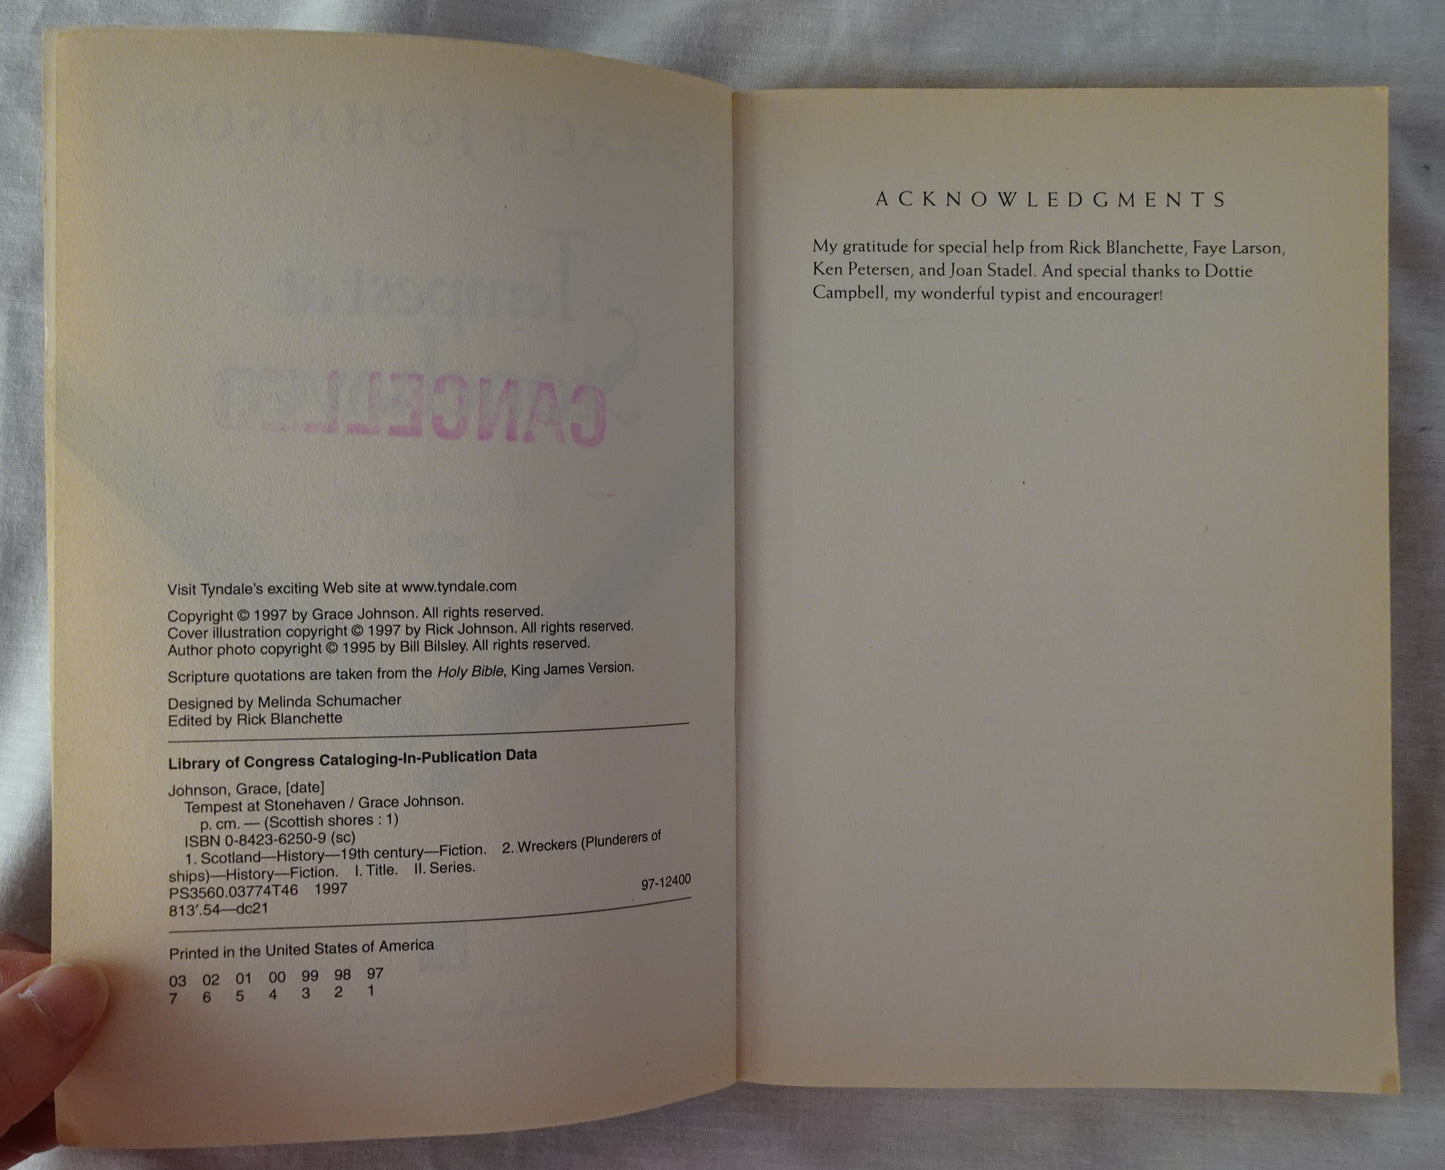 GRACE JOHNSON
Tempest at
CANCELLED
Visit Tyndale's exciting Web site at www.tyndale.com
Copyright © 1997 by Grace Johnson. All rights reserved.
Cover illustration copyright © 1997 by Rick Johnson. All rights reserved.
Author photo copyright © 1995 by Bill Bilsley. All rights reserved.
Scripture quotations are taken from the Holy Bible, King James Version.
Designed by Melinda Schumacher
Edited by Rick Blanchette
Library of Congress Cataloging-In-Publication Data
Johnson, Grace, [date]
Tempest at Stonehaven / Grace Johnson.
p. cm. — (Scottish shores : 1)
ISBN 0-8423-6250-9 (sc)
1. Scotland—History—19th century—Fiction. 2. Wreckers (Plunderers of
ships)—History—Fiction. I. Title. II. Series.
PS3560.03774T46 1997
813′.54—dc21
97-12400
Printed in the United States of America
03 02 01 00 99 98 97
7 6 5 4 3 2 1
ACKNOWLEDGMENTS
My gratitude for special help from Rick Blanchette, Faye Larson,
Ken Petersen, and Joan Stadel. And special thanks to Dottie
Campbell, my wonderful typist and encourager!